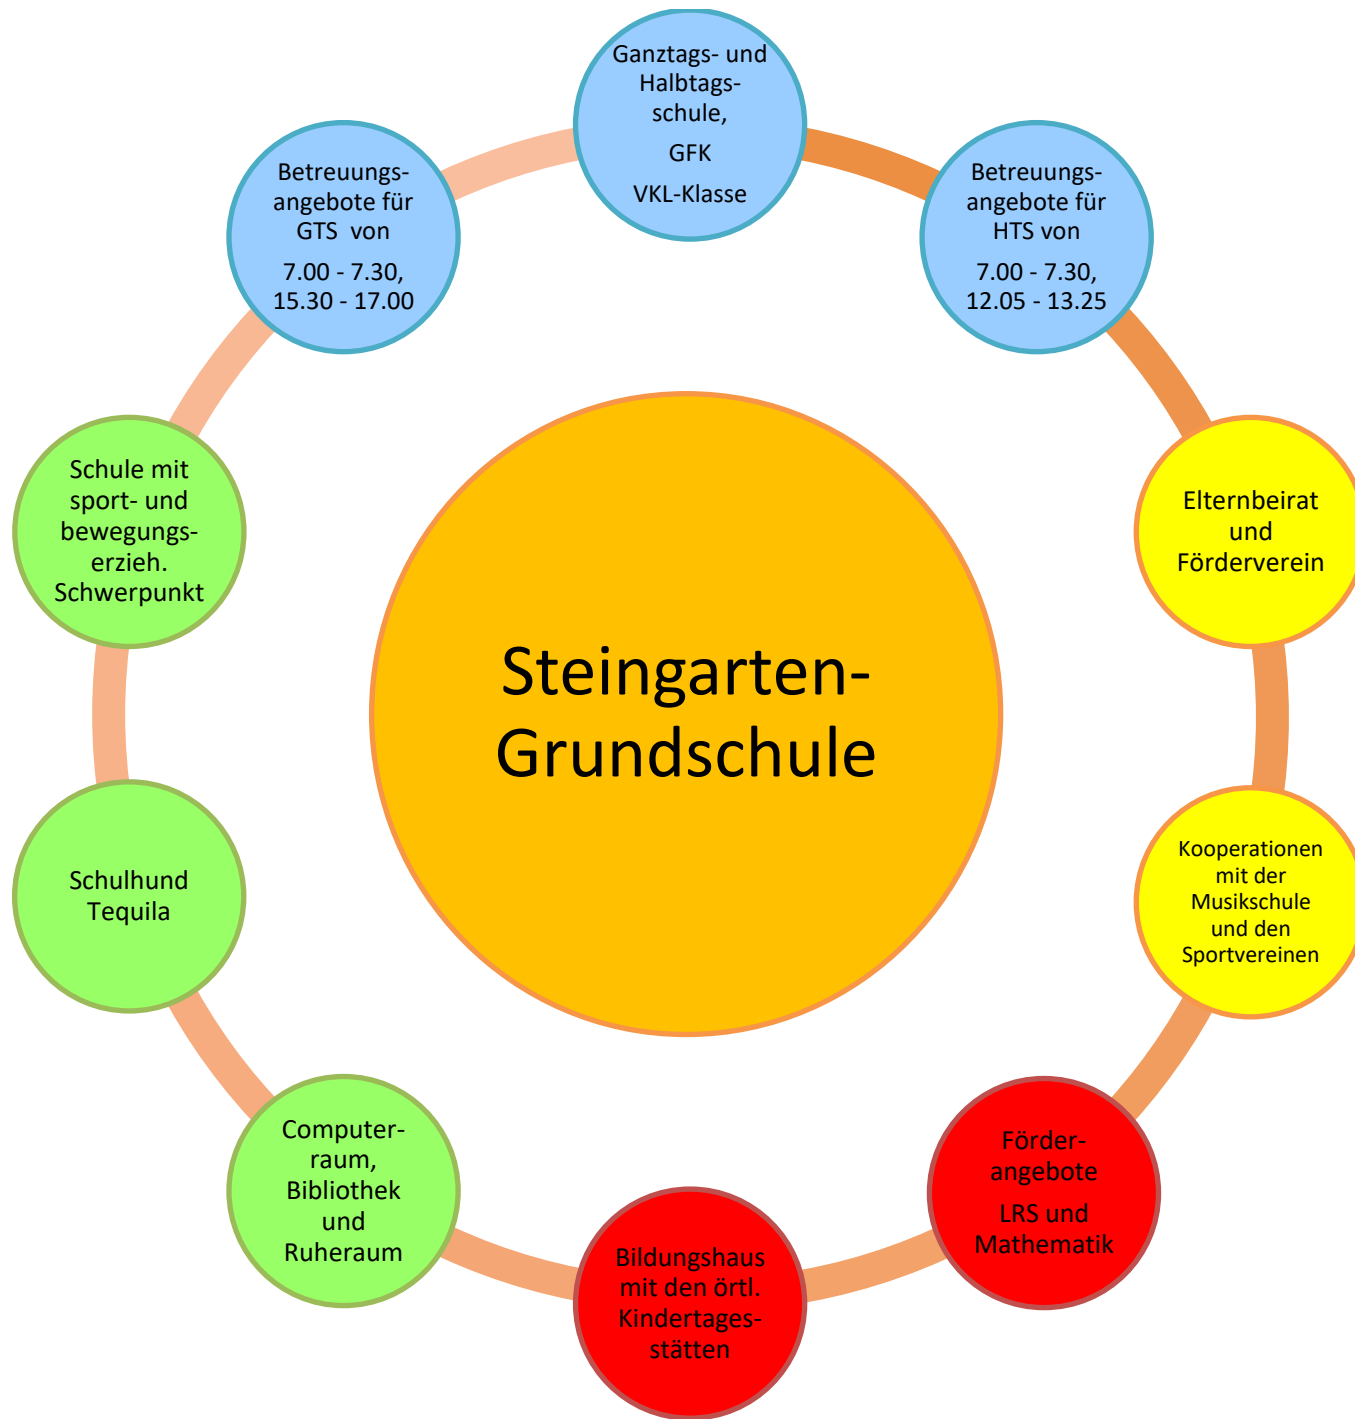 Ganztags- und
Halbtags-
schule,
GFK
VKL-Klasse
Betreuungs-
angebote für
HTS von
7.00 - 7.30,
12.05 - 13.25
Elternbeirat
und
Förderverein
Kooperationen
mit der
Musikschule
und den
Sportvereinen
Förder-
angebote
LRS und
Mathematik
Bildungshaus
mit den örtl.
Kindertages-
stätten
Computer-
raum,
Bibliothek
und
Ruheraum
Schulhund
Tequila
Schule mit
sport- und
bewegungs-
erzieh.
Schwerpunkt
Betreuungs-
angebote für
GTS von
7.00 - 7.30,
15.30 - 17.00
Steingarten-
Grundschule